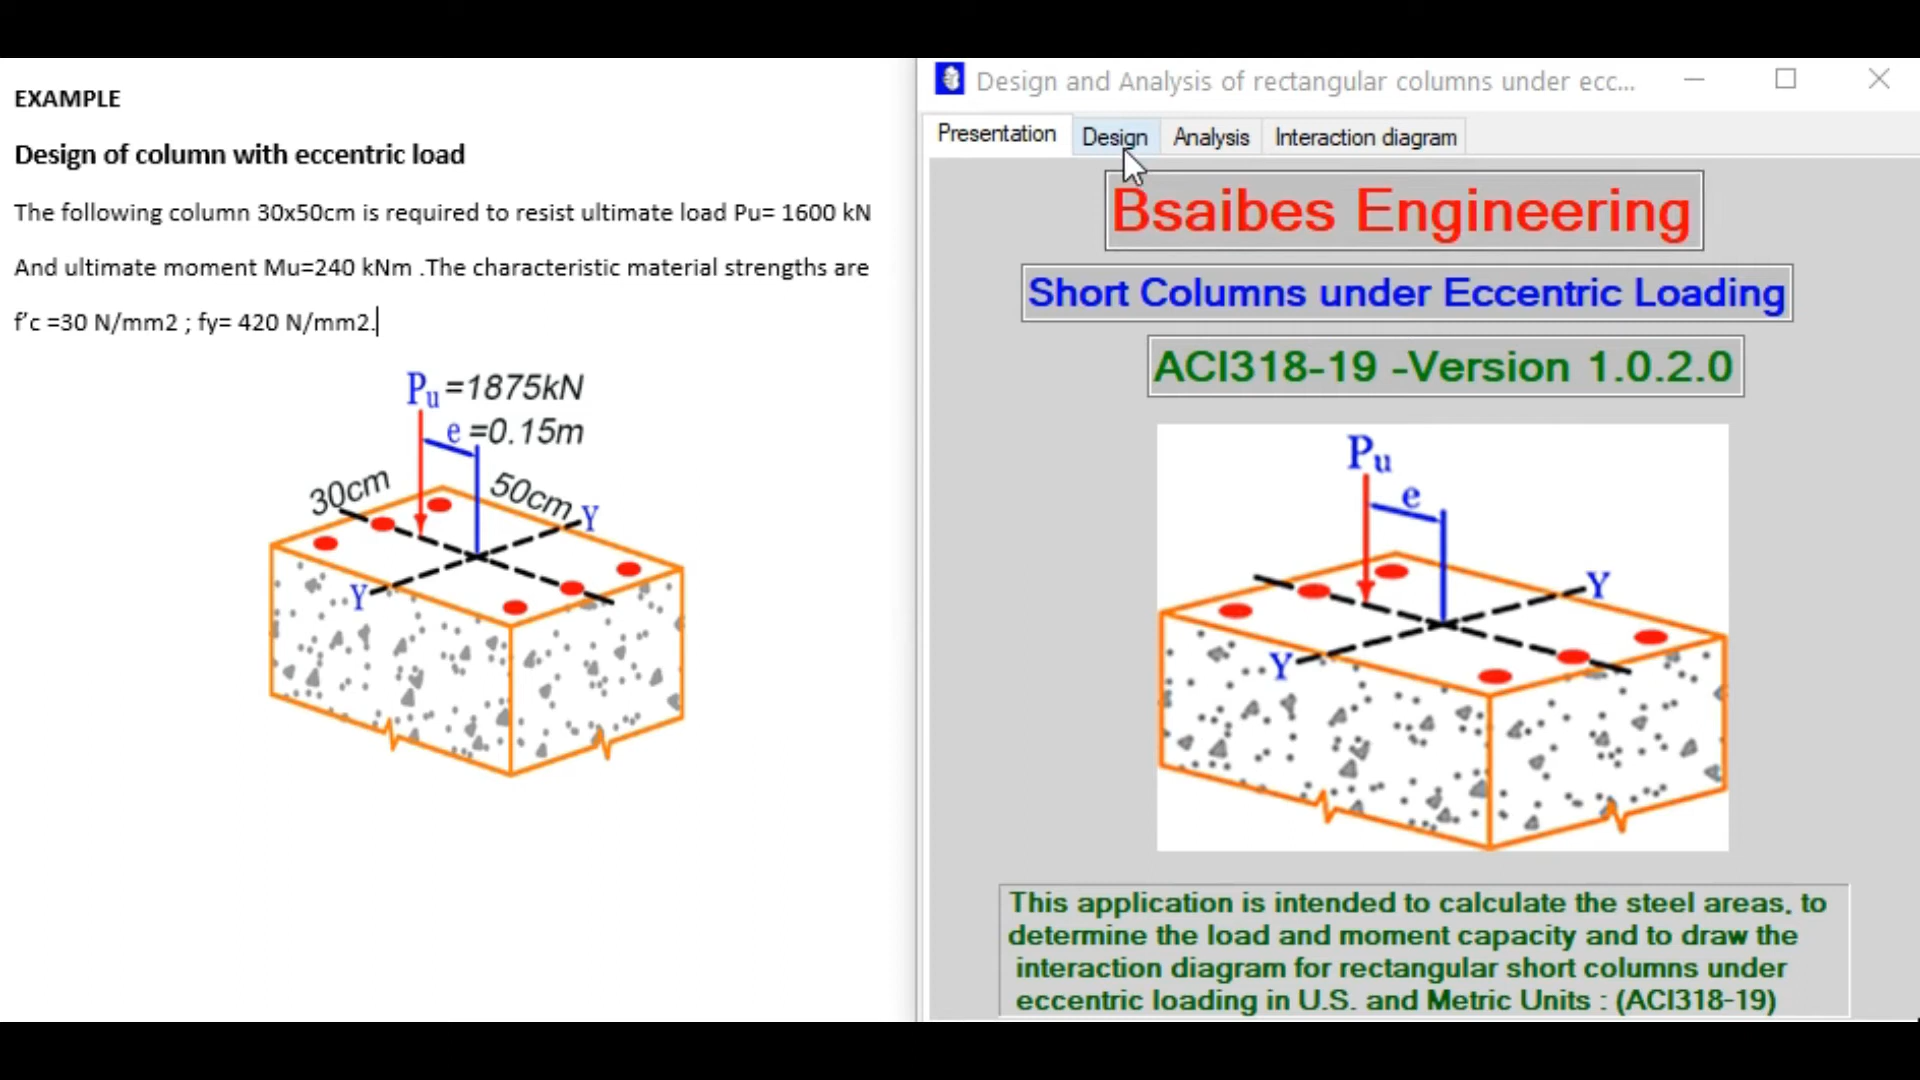 EXAMPLE
Design of column with eccentric load
The following column 30x50cm is required to resist ultimate load Pu= 1600 kN
And ultimate moment Mu=240 kNm .The characteristic material strengths are
f’c =30 N/mm2 ; fy= 420 N/mm2.
Pu =1875kN
e =0.15m
30cm
50cm
Y
Y
Design and Analysis of rectangular columns under ecc...
Presentation Design Analysis Interaction diagram
Bsaibes Engineering
Short Columns under Eccentric Loading
ACI318-19 -Version 1.0.2.0
Pu
e
Y
Y
This application is intended to calculate the steel areas, to
determine the load and moment capacity and to draw the
interaction diagram for rectangular short columns under
eccentric loading in U.S. and Metric Units : (ACI318-19)